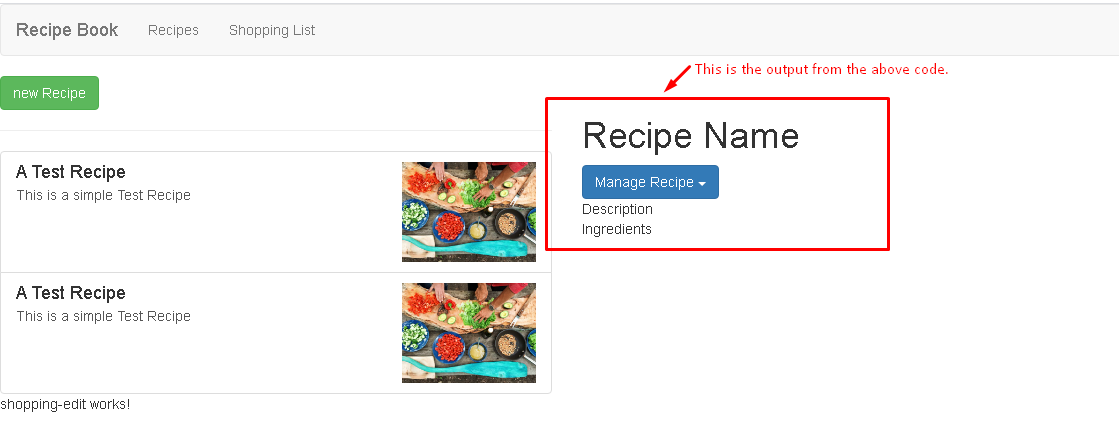 Recipe Book Recipes Shopping List
This is the output from the above code.
new Recipe
A Test Recipe
This is a simple Test Recipe
A Test Recipe
This is a simple Test Recipe
shopping-edit works!
Recipe Name
Manage Recipe
Description
Ingredients